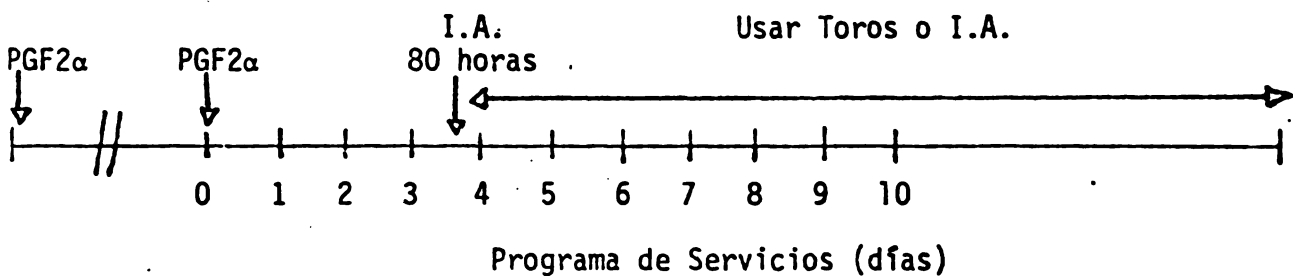 I.A. Usar Toros o I.A.
PGF2α PGF2α 80 horas
0 1 2 3 4 5 6 7 8 9 10
Programa de Servicios (días)